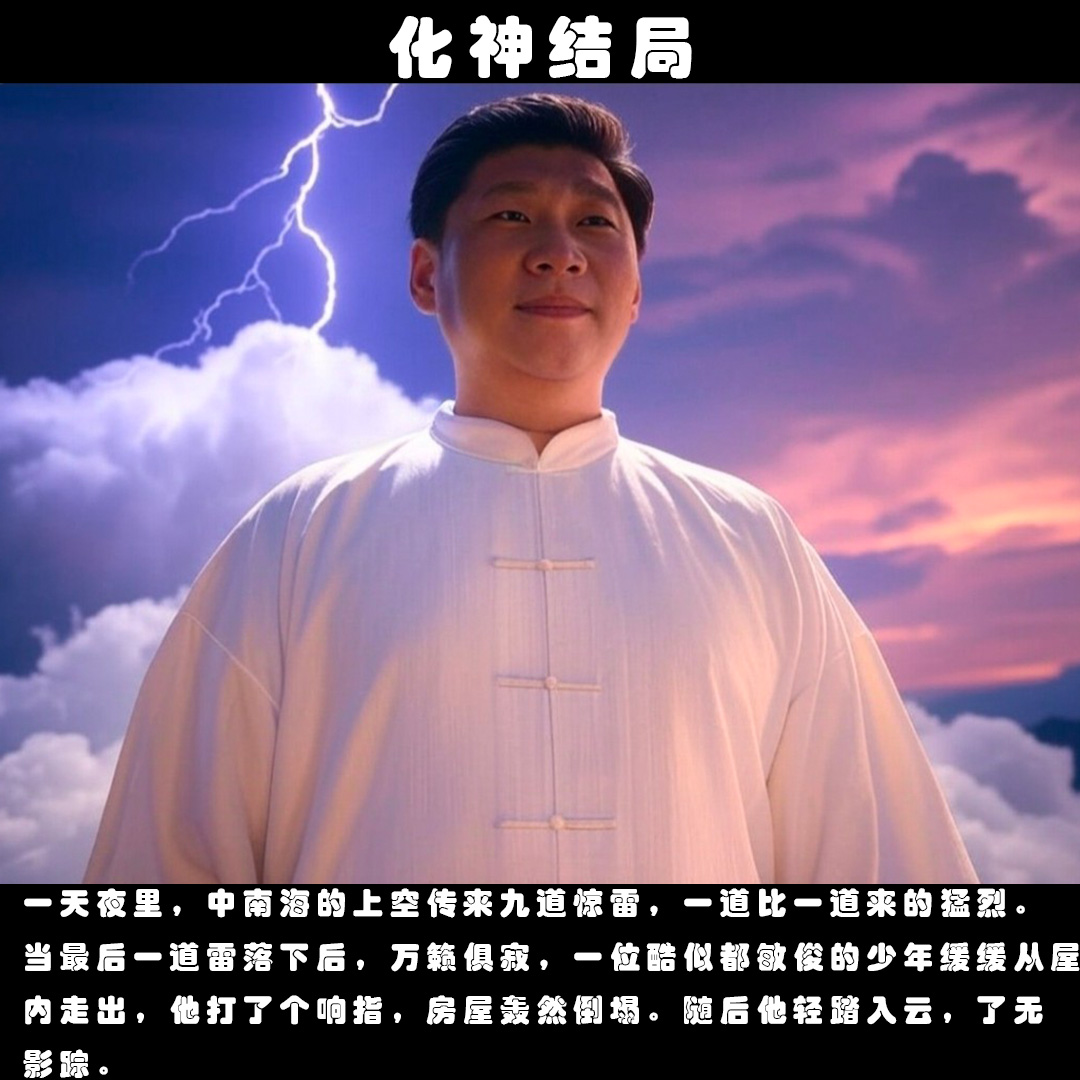 化神结局
一天夜里，中南海的上空传来九道惊雷，一道比一道来的猛烈。
当最后一道雷落下后，万籁俱寂，一位酷似都敏俊的少年缓缓从屋
内走出，他打了个响指，房屋轰然倒塌。随后他轻踏入云，了无
影踪。